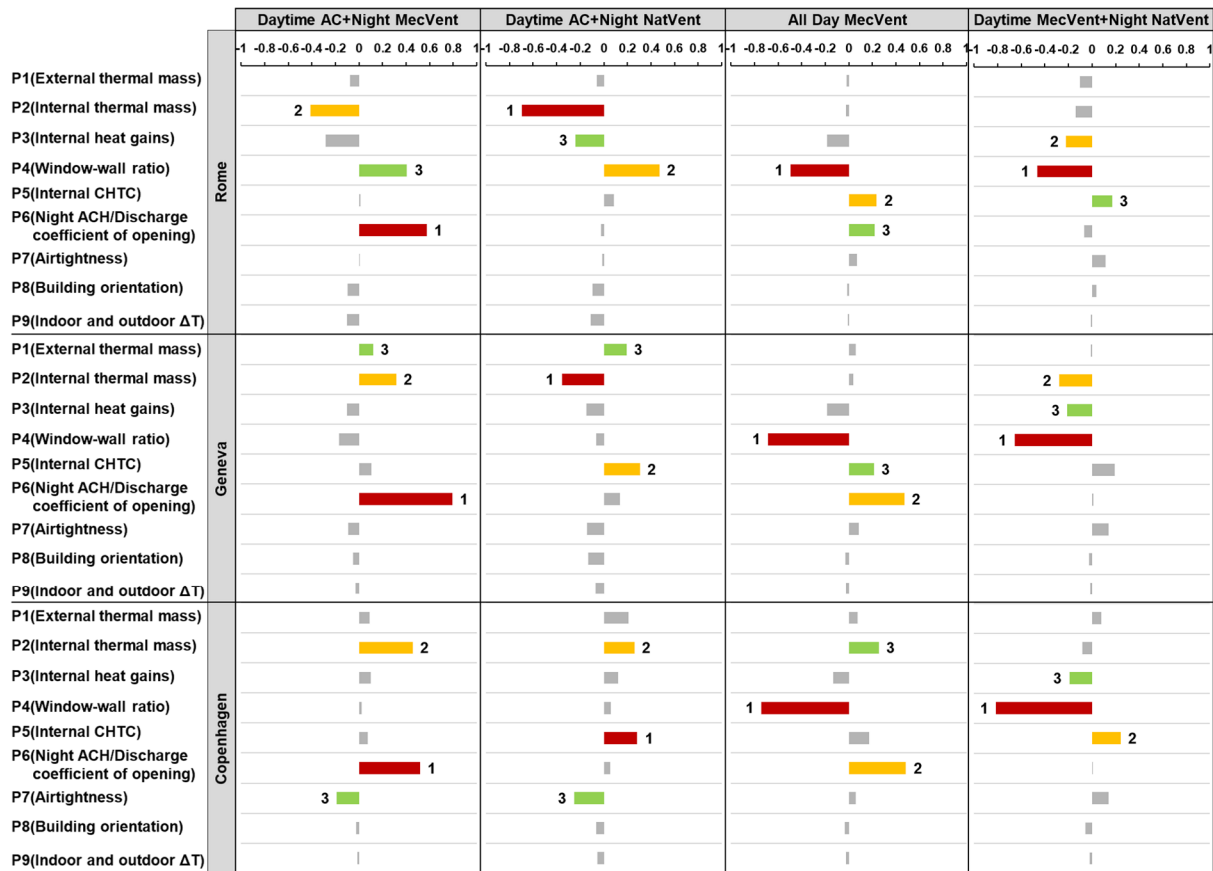 Daytime AC+Night MecVent Daytime AC+Night NatVent All Day MecVent Daytime MecVent+Night NatVent
-1 -0.8 -0.6 -0.4 -0.2 0 0.2 0.4 0.6 0.8 1 -1 -0.8 -0.6 -0.4 -0.2 0 0.2 0.4 0.6 0.8 1 -1 -0.8 -0.6 -0.4 -0.2 0 0.2 0.4 0.6 0.8 1 -1 -0.8 -0.6 -0.4 -0.2 0 0.2 0.4 0.6 0.8 1
Rome
P1(External thermal mass)
P2(Internal thermal mass) 2 1
P3(Internal heat gains) 3 2
P4(Window-wall ratio) 3 2 1 1
P5(Internal CHTC) 2 3
P6(Night ACH/Discharge
coefficient of opening) 1 3
P7(Airtightness)
P8(Building orientation)
P9(Indoor and outdoor ΔT)
Geneva
P1(External thermal mass) 3 3
P2(Internal thermal mass) 2 1 2
P3(Internal heat gains) 3
P4(Window-wall ratio) 1 1
P5(Internal CHTC) 2 3
P6(Night ACH/Discharge
coefficient of opening) 1 2
P7(Airtightness)
P8(Building orientation)
P9(Indoor and outdoor ΔT)
Copenhagen
P1(External thermal mass)
P2(Internal thermal mass) 2 2 3
P3(Internal heat gains) 3
P4(Window-wall ratio) 1 1
P5(Internal CHTC) 1 2
P6(Night ACH/Discharge
coefficient of opening) 1 2
P7(Airtightness) 3 3
P8(Building orientation)
P9(Indoor and outdoor ΔT)